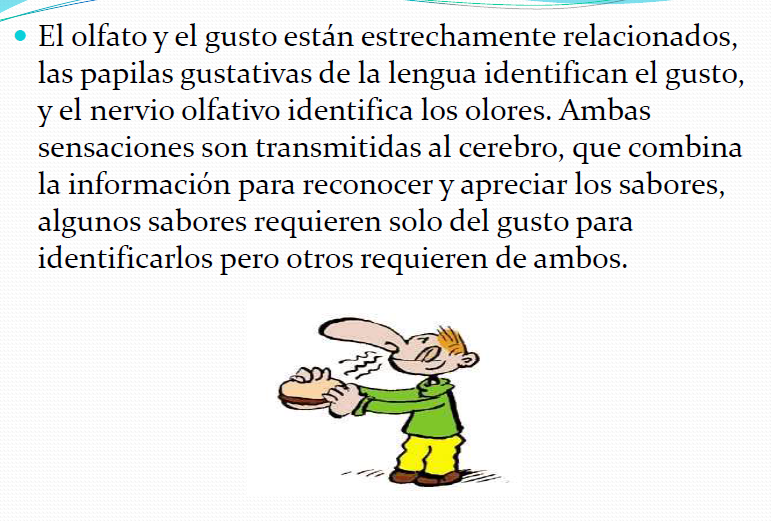 El olfato y el gusto están estrechamente relacionados,
las papilas gustativas de la lengua identifican el gusto,
y el nervio olfativo identifica los olores. Ambas
sensaciones son transmitidas al cerebro, que combina
la información para reconocer y apreciar los sabores,
algunos sabores requieren solo del gusto para
identificarlos pero otros requieren de ambos.